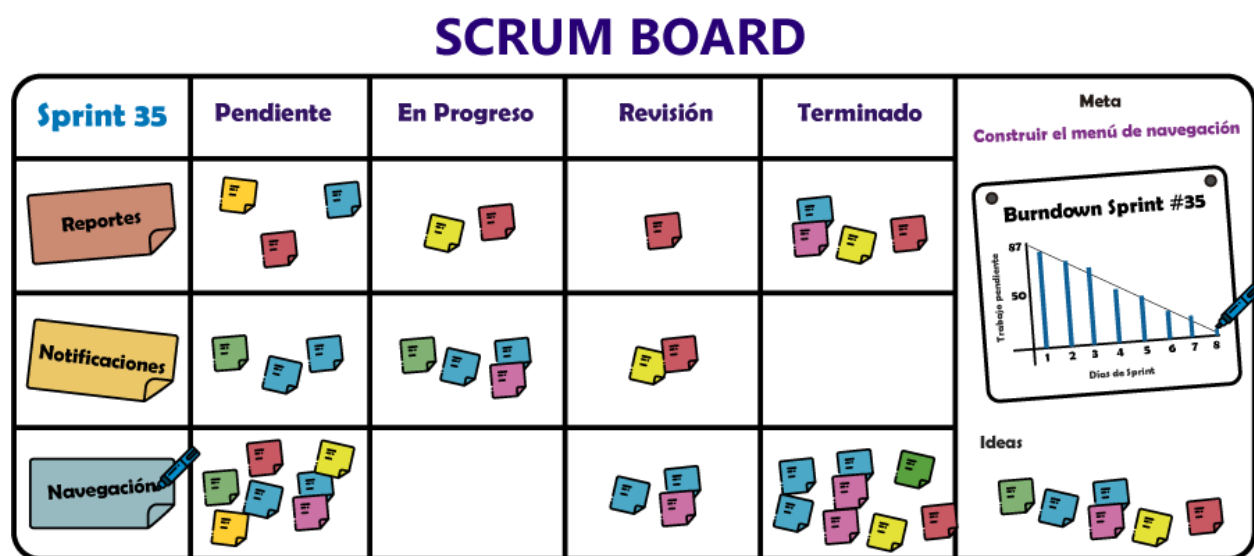 SCRUM BOARD
Sprint 35
Pendiente
En Progreso
Revisión
Terminado
Meta
Construir el menú de navegación
Reportes
Burndown Sprint #35
87
50
Trabajo pendiente
1 2 3 4 5 6 7 8
Días de Sprint
Notificaciones
Navegación
Ideas